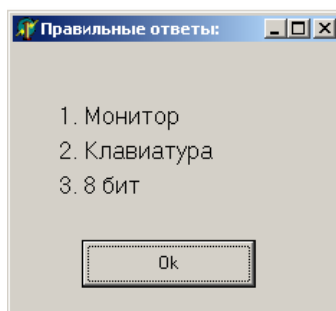 Правильные ответы:
1. Монитор
2. Клавиатура
3. 8 бит
Ok